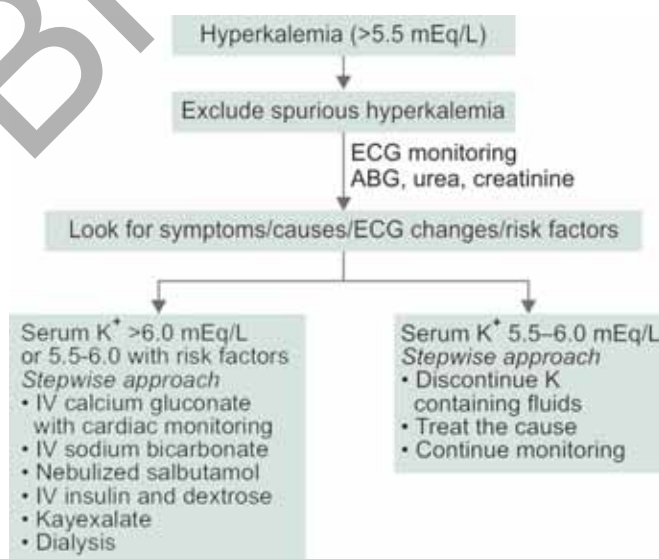 Hyperkalemia (>5.5 mEq/L)
Exclude spurious hyperkalemia
ECG monitoring
ABG, urea, creatinine
Look for symptoms/causes/ECG changes/risk factors
Serum K⁺ >6.0 mEq/L
or 5.5-6.0 with risk factors
Stepwise approach
• IV calcium gluconate
with cardiac monitoring
• IV sodium bicarbonate
• Nebulized salbutamol
• IV insulin and dextrose
• Kayexalate
• Dialysis
Serum K⁺ 5.5–6.0 mEq/L
Stepwise approach
• Discontinue K
containing fluids
• Treat the cause
• Continue monitoring